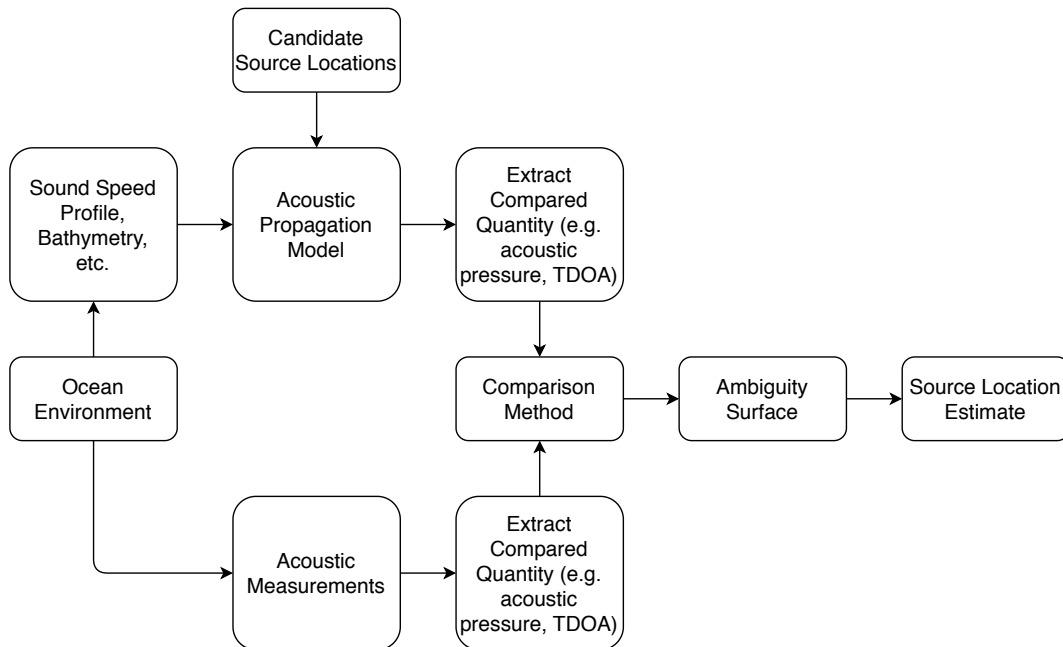 Candidate
Source Locations
Sound Speed
Profile,
Bathymetry,
etc.
Acoustic
Propagation
Model
Extract
Compared
Quantity (e.g.
acoustic
pressure, TDOA)
Ocean
Environment
Comparison
Method
Ambiguity
Surface
Source Location
Estimate
Acoustic
Measurements
Extract
Compared
Quantity (e.g.
acoustic
pressure, TDOA)